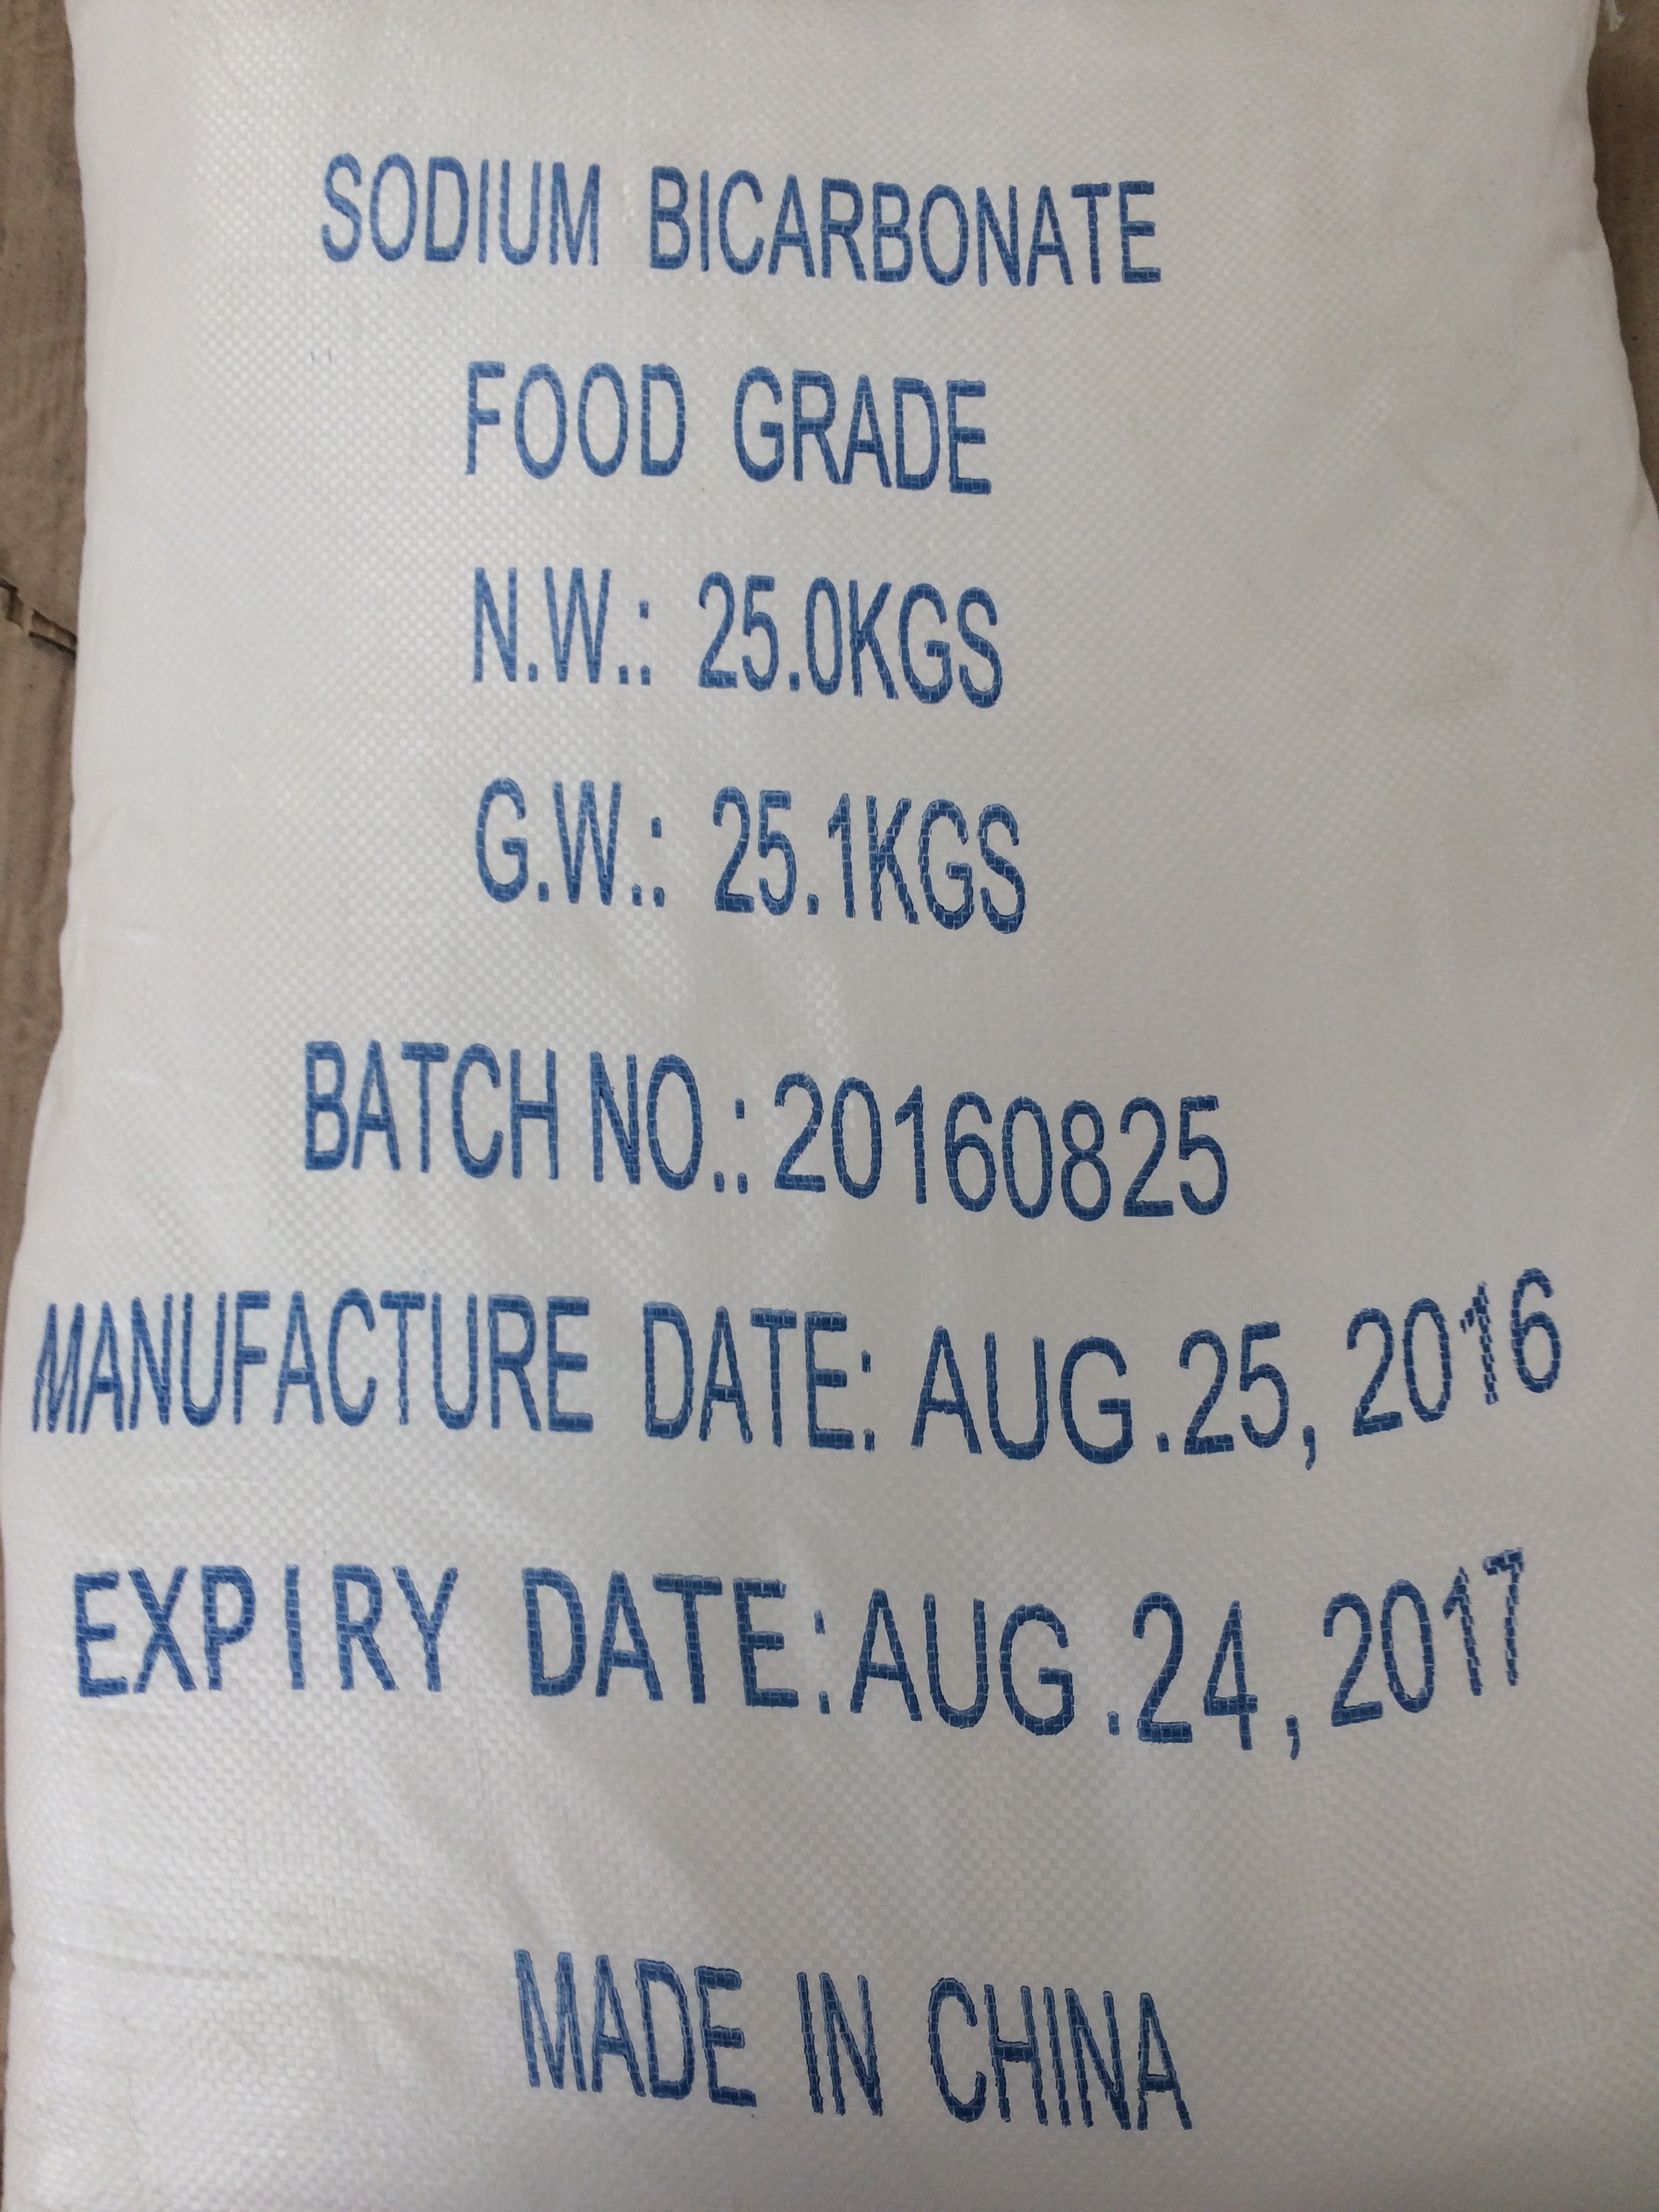 SODIUM BICARBONATE
FOOD GRADE
N.W.: 25.0KGS
G.W.: 25.1KGS
BATCH NO.: 20160825
MANUFACTURE DATE: AUG.25, 2016
EXPIRY DATE: AUG.24, 2017
MADE IN CHINA